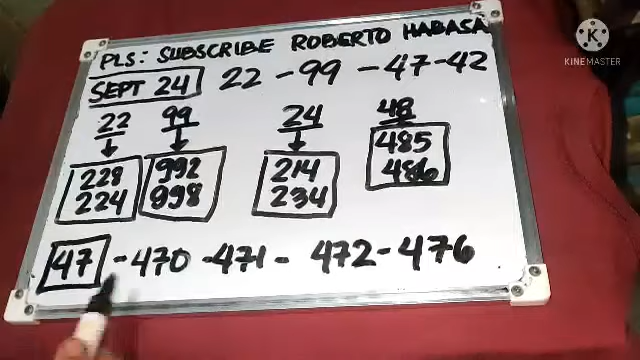 PLS: SUBSCRIBE ROBERTO HABASA
SEPT 24 22 - 99 - 47-42
22 99 24 48
228 992 214 485
224 998 234 486
47 - 470 - 471 - 472 - 476
K
KINEMASTER